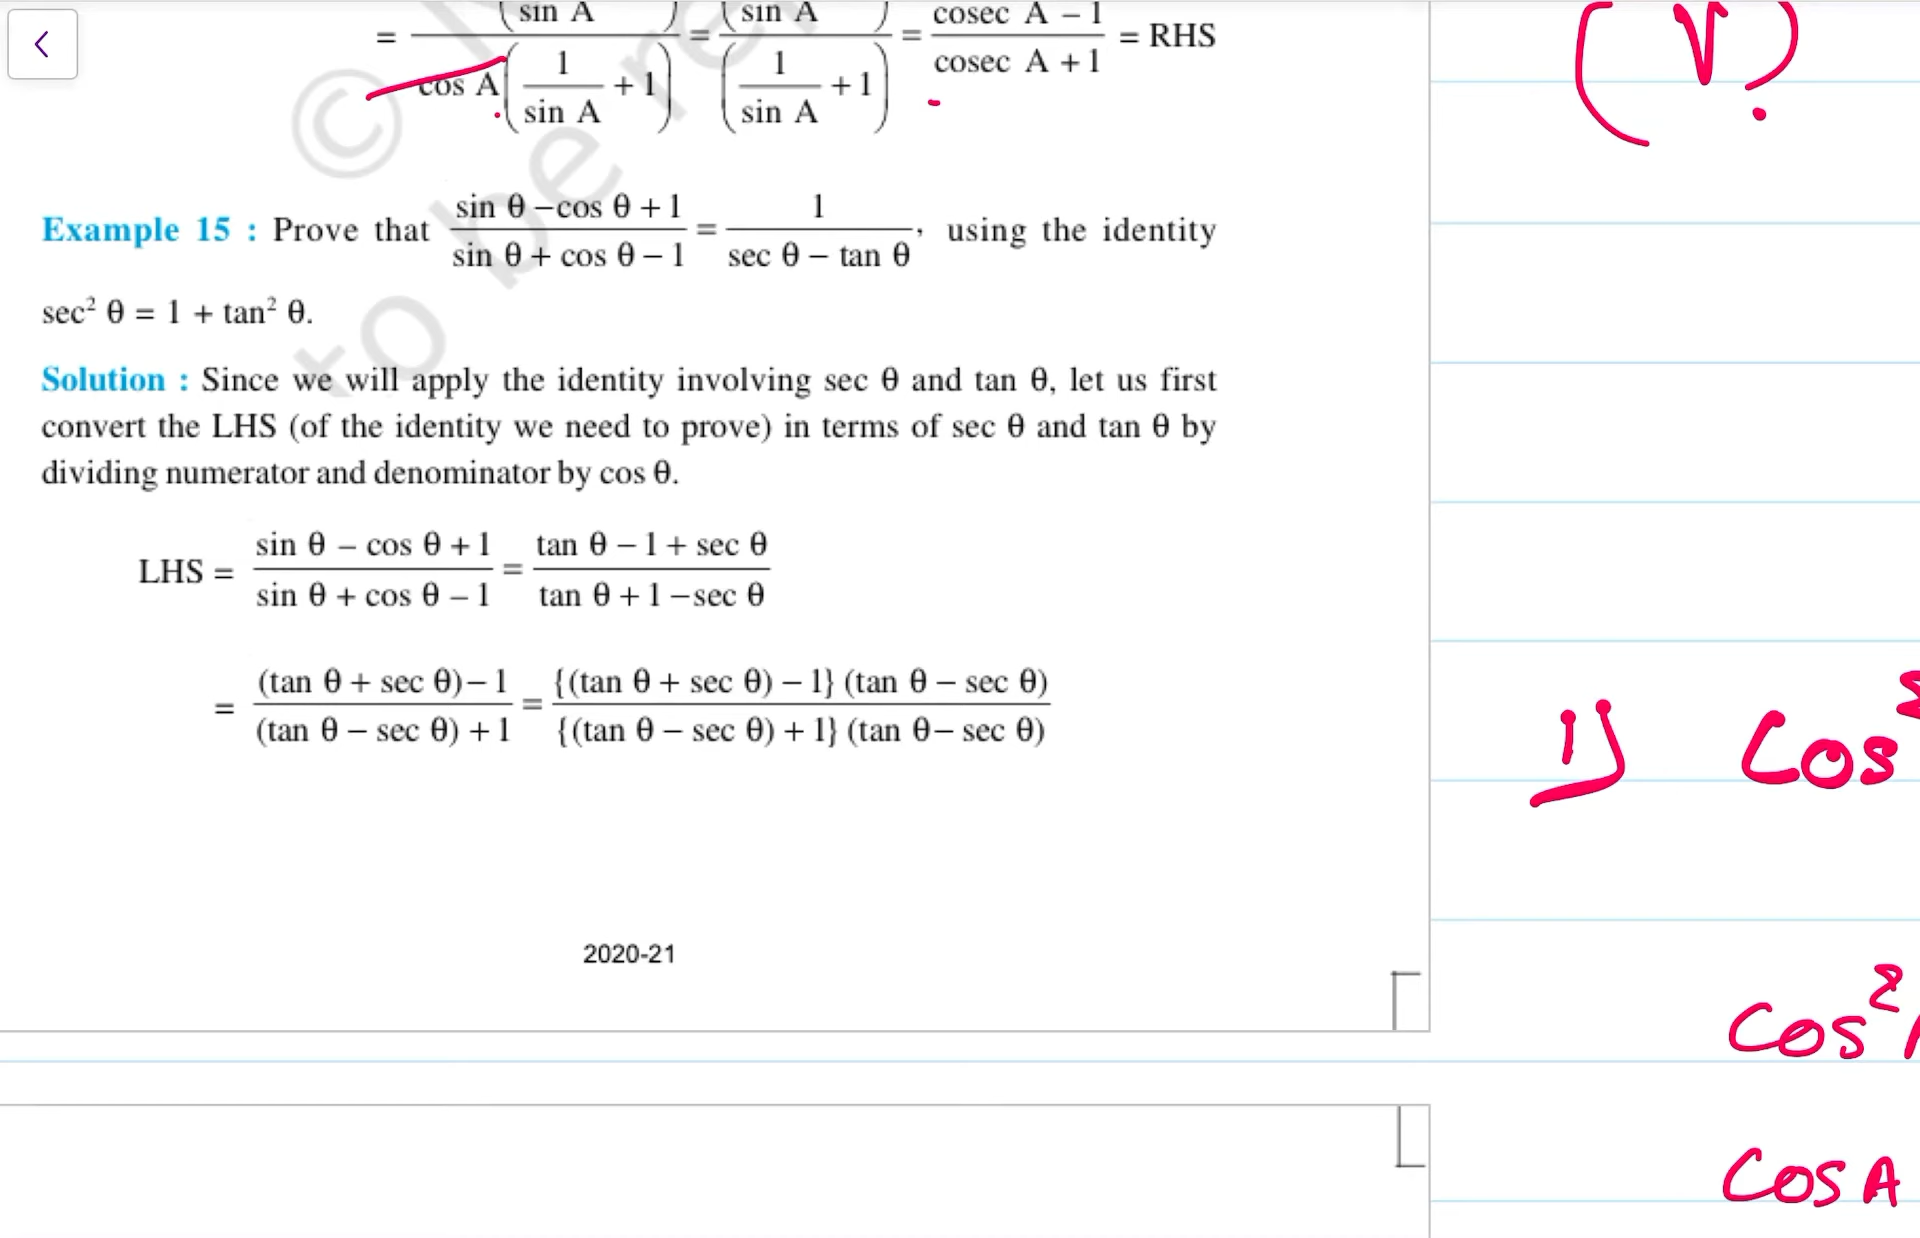 = (sin A) / cos A(1/sin A + 1) = (sin A) / (1/sin A + 1) = cosec A – 1 / cosec A + 1 = RHS
(V)
©
to be re
Example 15 : Prove that (sin θ – cos θ + 1)/(sin θ + cos θ – 1) = 1/(sec θ – tan θ), using the identity
sec² θ = 1 + tan² θ.
Solution : Since we will apply the identity involving sec θ and tan θ, let us first
convert the LHS (of the identity we need to prove) in terms of sec θ and tan θ by
dividing numerator and denominator by cos θ.
LHS = (sin θ – cos θ + 1)/(sin θ + cos θ – 1) = (tan θ – 1 + sec θ)/(tan θ + 1 – sec θ)
= ((tan θ + sec θ) – 1)/((tan θ – sec θ) + 1) = {(tan θ + sec θ) – 1} (tan θ – sec θ)/{(tan θ – sec θ) + 1} (tan θ – sec θ)
Cos
2020-21
Cos²
Cos A